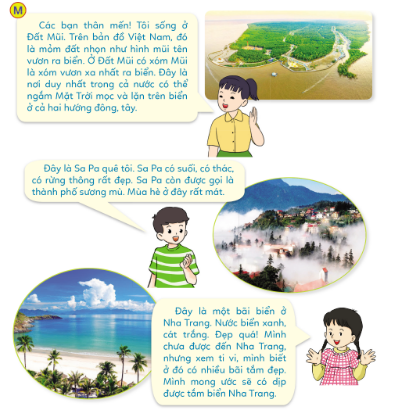 M
Các bạn thân mến! Tôi sống ở
Đất Mũi. Trên bản đồ Việt Nam, đó
là mỏm đất nhọn như hình mũi tên
vươn ra biển. Ở Đất Mũi có xóm Mũi
là xóm vươn xa nhất ra biển. Đây là
nơi duy nhất trong cả nước có thể
ngắm Mặt Trời mọc và lặn trên biển
ở cả hai hướng đông, tây.
Đây là Sa Pa quê tôi. Sa Pa có suối, có thác,
có rừng thông rất đẹp. Sa Pa còn được gọi là
thành phố sương mù. Mùa hè ở đây rất mát.
Đây là một bãi biển ở
Nha Trang. Nước biển xanh,
cát trắng. Đẹp quá! Mình
chưa được đến Nha Trang,
nhưng xem ti vi, mình biết
ở đó có nhiều bãi tắm đẹp.
Mình mong ước sẽ có dịp
được tắm biển Nha Trang.